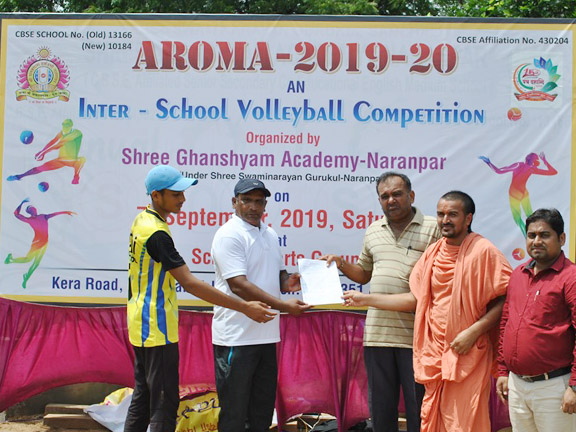 CBSE SCHOOL No. (Old) 13166
(New) 10184
CBSE Affiliation No. 430204
AROMA-2019-20
AN
INTER - SCHOOL VOLLEYBALL COMPETITION
Organized by
Shree Ghanshyam Academy-Naranpar
Under Shree Swaminarayan Gurukul-Naranpar
on
September, 2019, Satu
at
Kera Road,